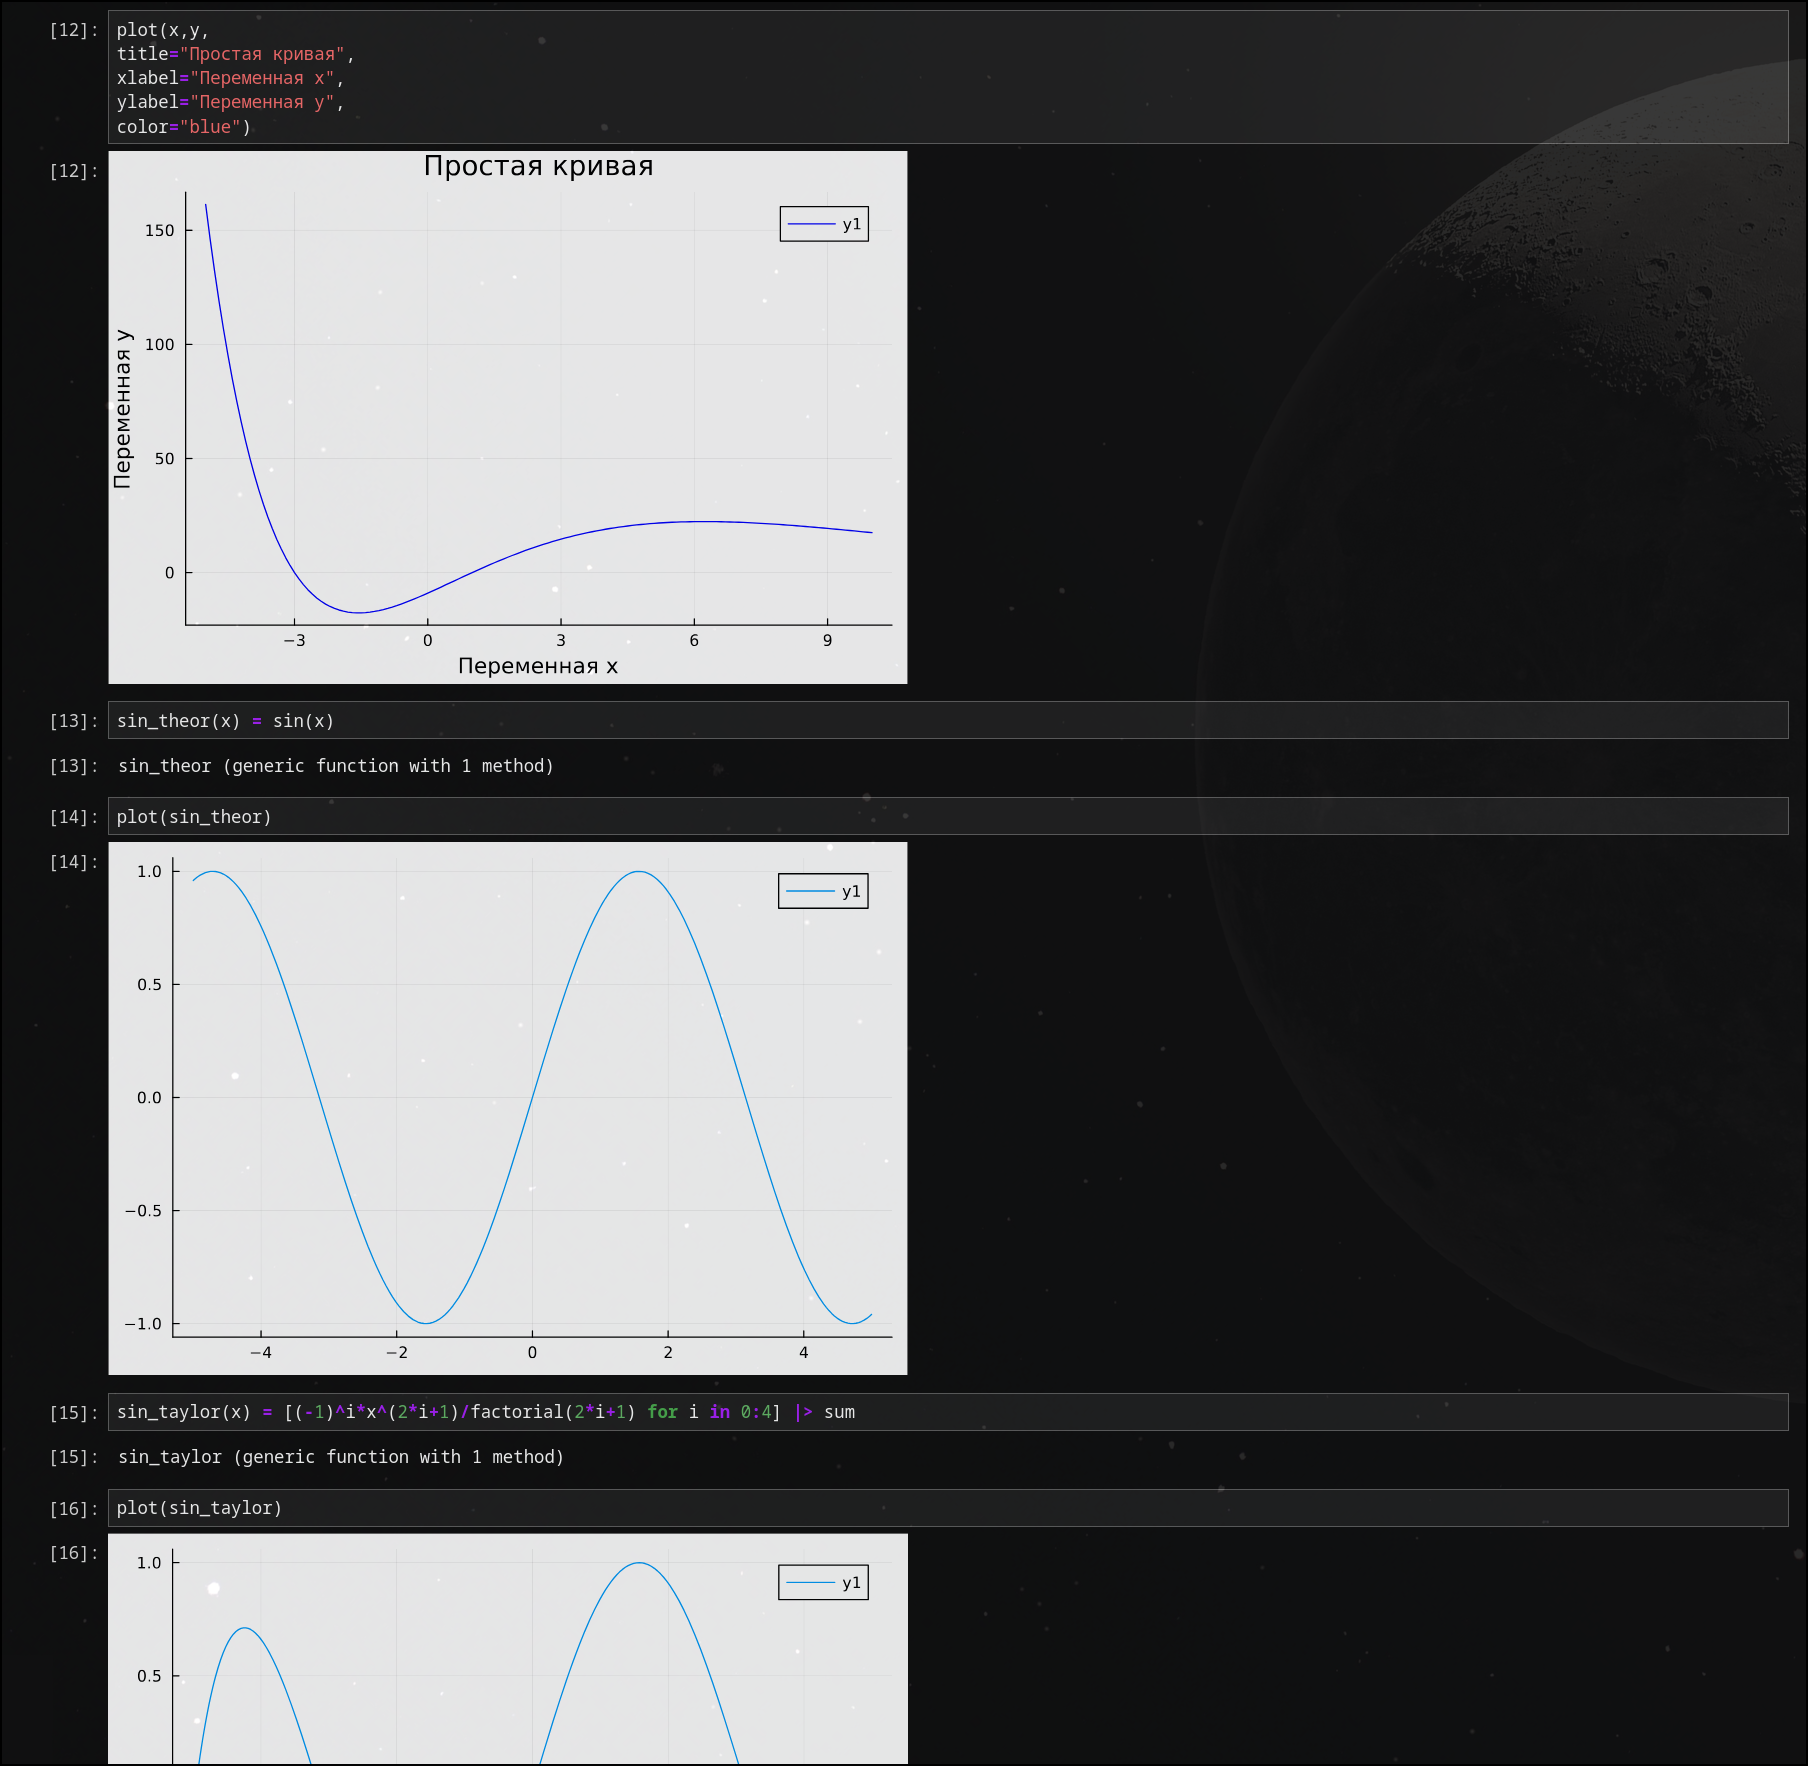 [12]: plot(x,y,
title="Простая кривая",
xlabel="Переменная x",
ylabel="Переменная y",
color="blue")
[12]:
Простая кривая
y1
150
100
50
0
Переменная y
−3 0 3 6 9
Переменная x
[13]: sin_theor(x) = sin(x)
[13]: sin_theor (generic function with 1 method)
[14]: plot(sin_theor)
[14]:
y1
1.0
0.5
0.0
−0.5
−1.0
−4 −2 0 2 4
[15]: sin_taylor(x) = [(-1)^i*x^(2*i+1)/factorial(2*i+1) for i in 0:4] |> sum
[15]: sin_taylor (generic function with 1 method)
[16]: plot(sin_taylor)
[16]:
y1
1.0
0.5